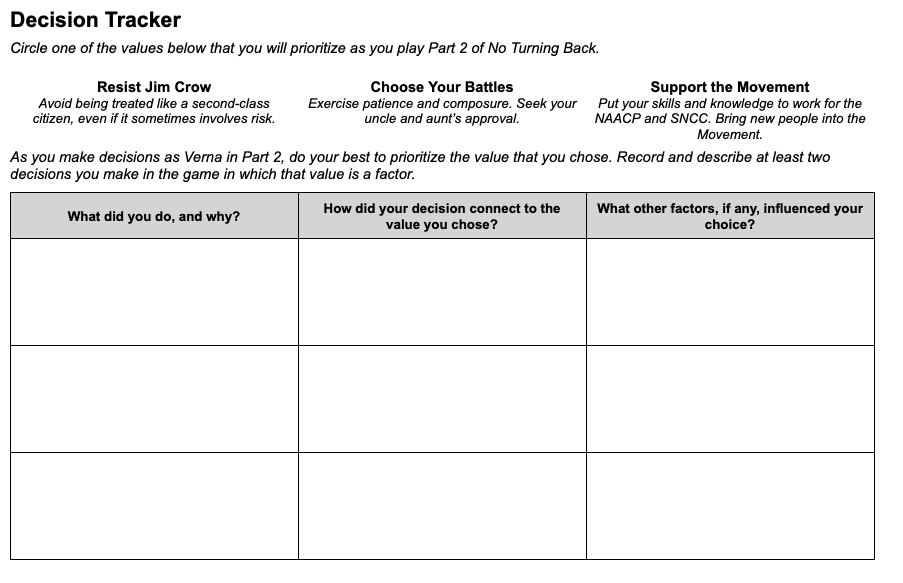 Decision Tracker
Circle one of the values below that you will prioritize as you play Part 2 of No Turning Back.
Resist Jim Crow
Avoid being treated like a second-class
citizen, even if it sometimes involves risk.
Choose Your Battles
Exercise patience and composure. Seek your
uncle and aunt's approval.
Support the Movement
Put your skills and knowledge to work for the
NAACP and SNCC. Bring new people into the
Movement.
As you make decisions as Verna in Part 2, do your best to prioritize the value that you chose. Record and describe at least two
decisions you make in the game in which that value is a factor.
What did you do, and why?
How did your decision connect to the
value you chose?
What other factors, if any, influenced your
choice?